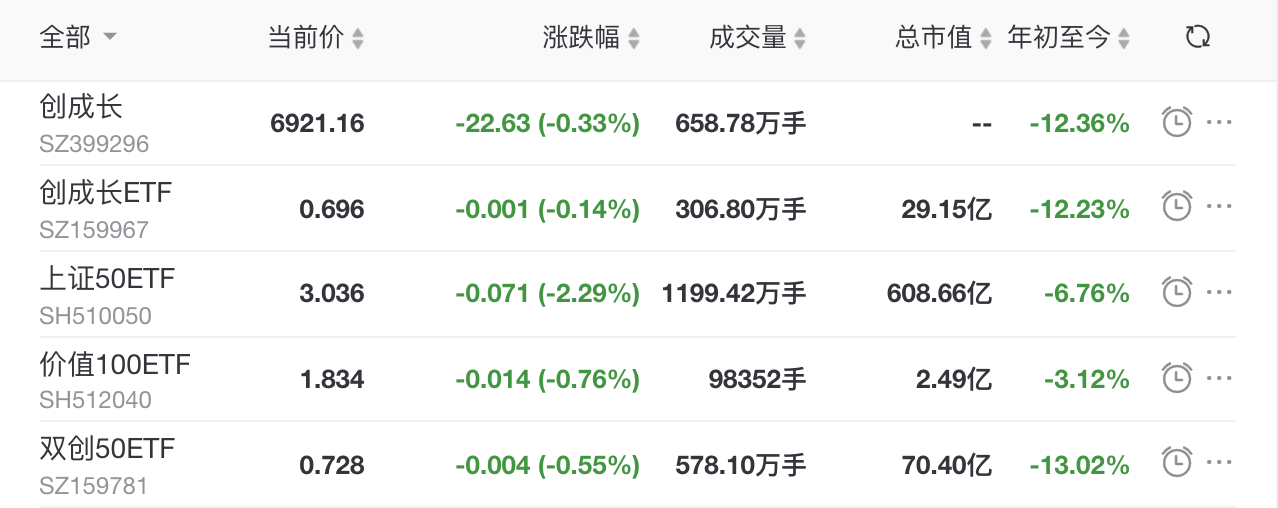 全部 当前价 涨跌幅 成交量 总市值 年初至今
创成长
SZ399296
6921.16 -22.63 (-0.33%) 658.78万手 -- -12.36%
创成长ETF
SZ159967
0.696 -0.001 (-0.14%) 306.80万手 29.15亿 -12.23%
上证50ETF
SH510050
3.036 -0.071 (-2.29%) 1199.42万手 608.66亿 -6.76%
价值100ETF
SH512040
1.834 -0.014 (-0.76%) 98352手 2.49亿 -3.12%
双创50ETF
SZ159781
0.728 -0.004 (-0.55%) 578.10万手 70.40亿 -13.02%